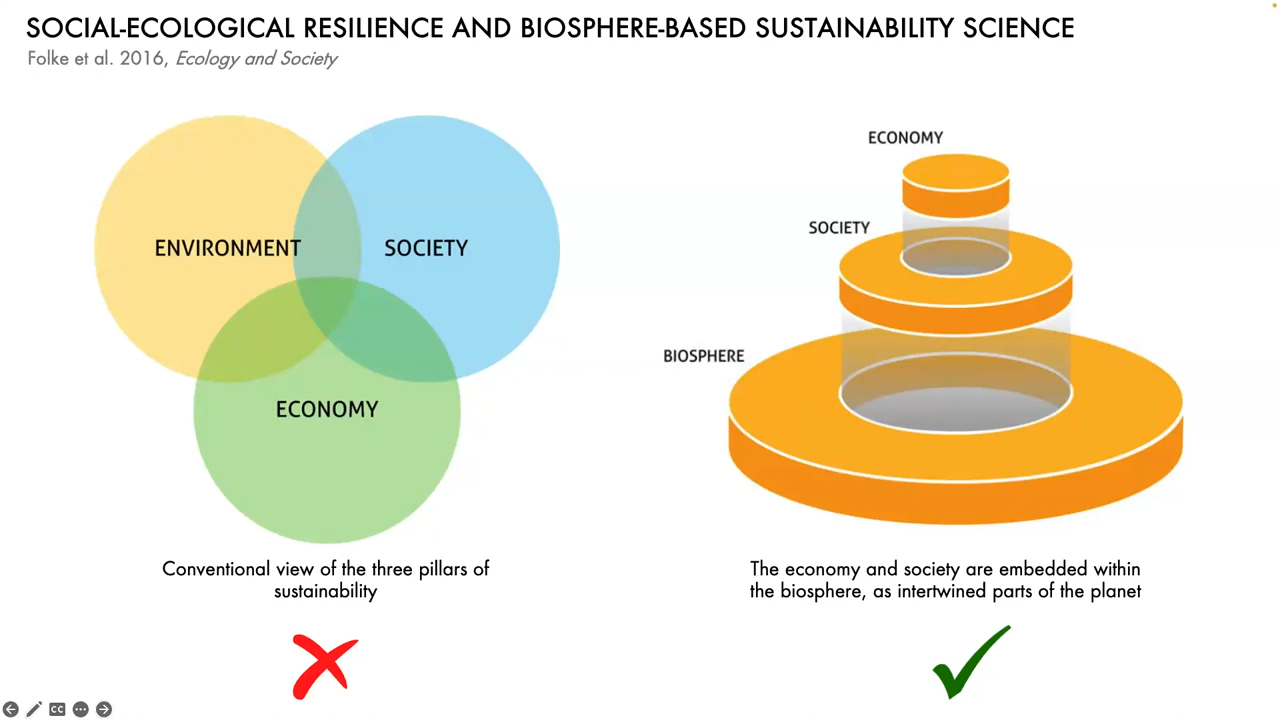 SOCIAL-ECOLOGICAL RESILIENCE AND BIOSPHERE-BASED SUSTAINABILITY SCIENCE
Folke et al. 2016, Ecology and Society
ENVIRONMENT
SOCIETY
ECONOMY
Conventional view of the three pillars of
sustainability
ECONOMY
SOCIETY
BIOSPHERE
The economy and society are embedded within
the biosphere, as intertwined parts of the planet
CC